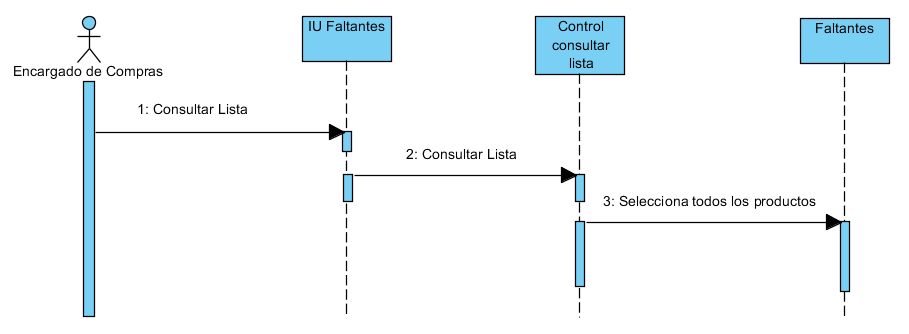 IU Faltantes
Control
consultar
lista
Faltantes
Encargado de Compras
1: Consultar Lista
2: Consultar Lista
3: Selecciona todos los productos